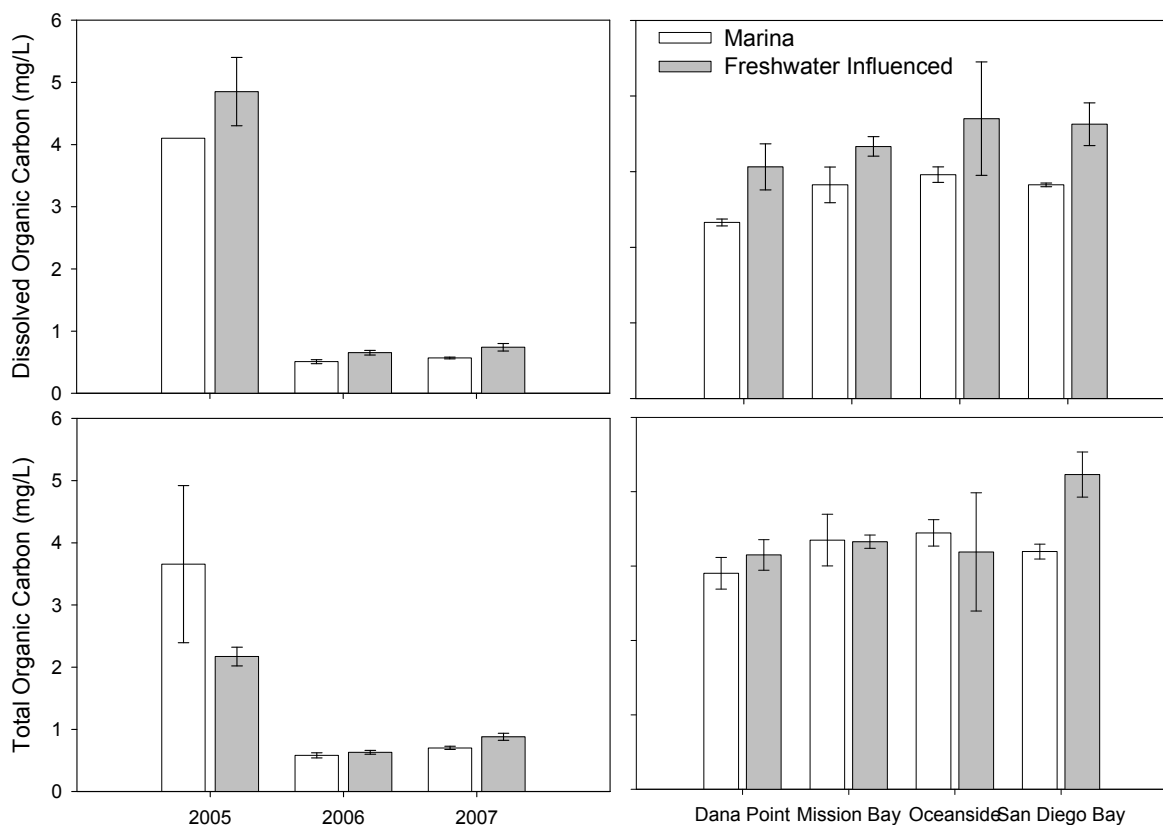 Dissolved Organic Carbon (mg/L)
6
5
4
3
2
1
0
Marina
Freshwater Influenced
Total Organic Carbon (mg/L)
6
5
4
3
2
1
0
2005 2006 2007
Dana Point Mission Bay Oceanside San Diego Bay